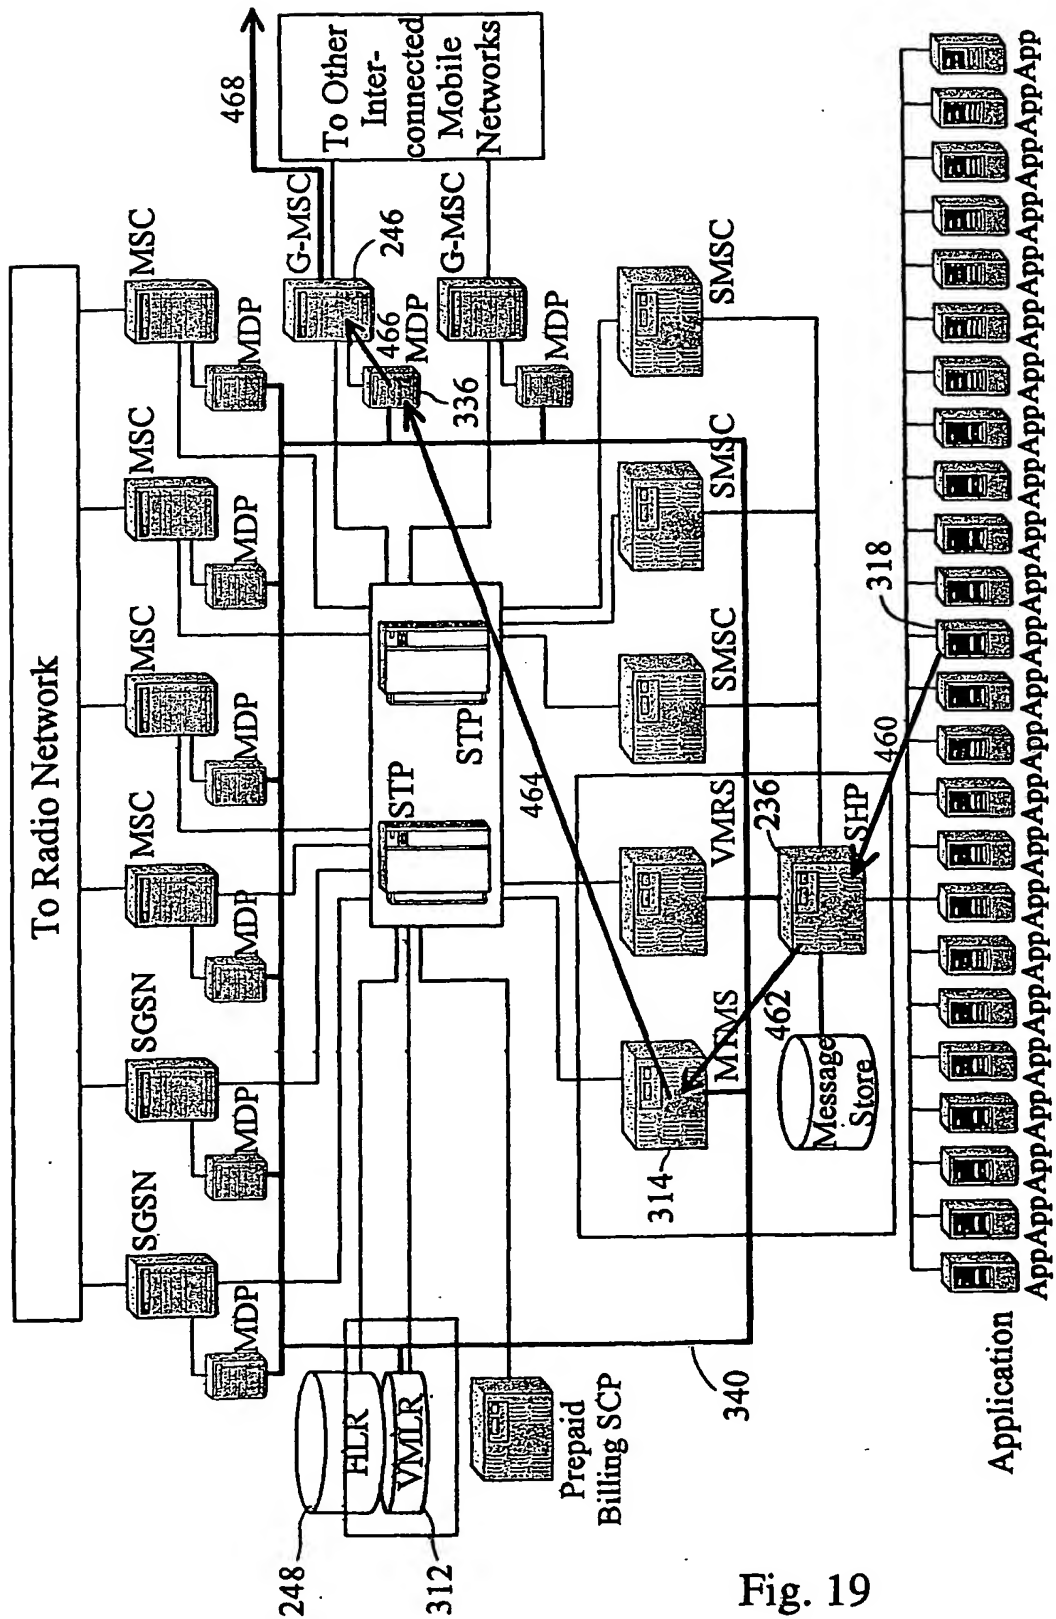 To Radio Network
SGSN
SGSN
MSC
MSC
MSC
MSC
MDP
MDP
MDP
MDP
MDP
MDP
468
G-MSC
To Other
Inter-
connected
Mobile
Networks
246
466
MDP
336
G-MSC
MDP
248
HLR
VMLR
312
STP
STP
Prepaid
Billing SCP
464
314
MTMS
VMRS
SMSC
SMSC
SMSC
340
462
236
SHP
Message
Store
460
318
Application
AppAppAppAppAppAppAppAppAppAppAppAppAppAppAppAppAppAppAppAppAppAppAppApp
Fig. 19